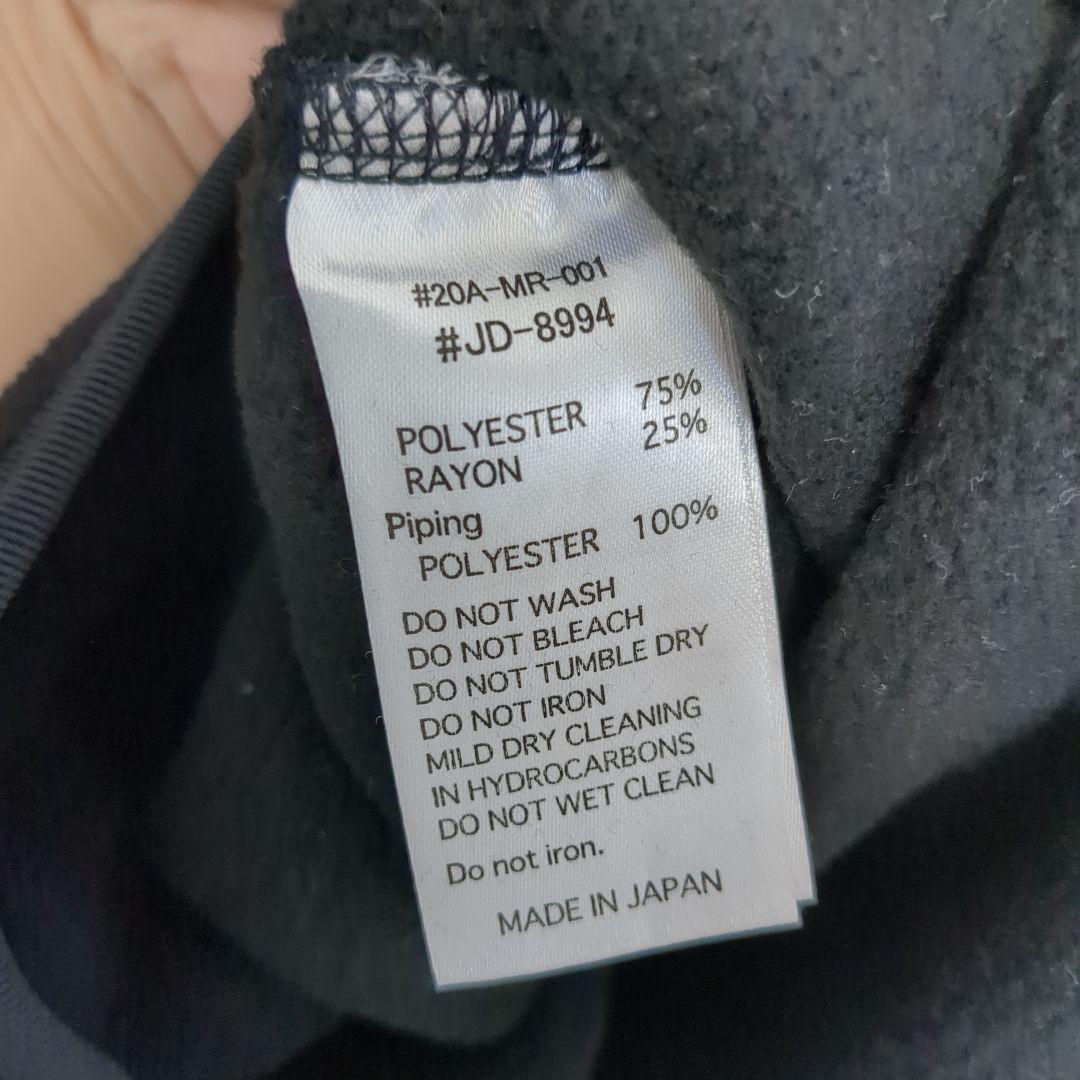 #20A-MR-001
#JD-8994
POLYESTER 75%
RAYON 25%
Piping
POLYESTER 100%
DO NOT WASH
DO NOT BLEACH
DO NOT TUMBLE DRY
DO NOT IRON
MILD DRY CLEANING
IN HYDROCARBONS
DO NOT WET CLEAN
Do not iron.
MADE IN JAPAN